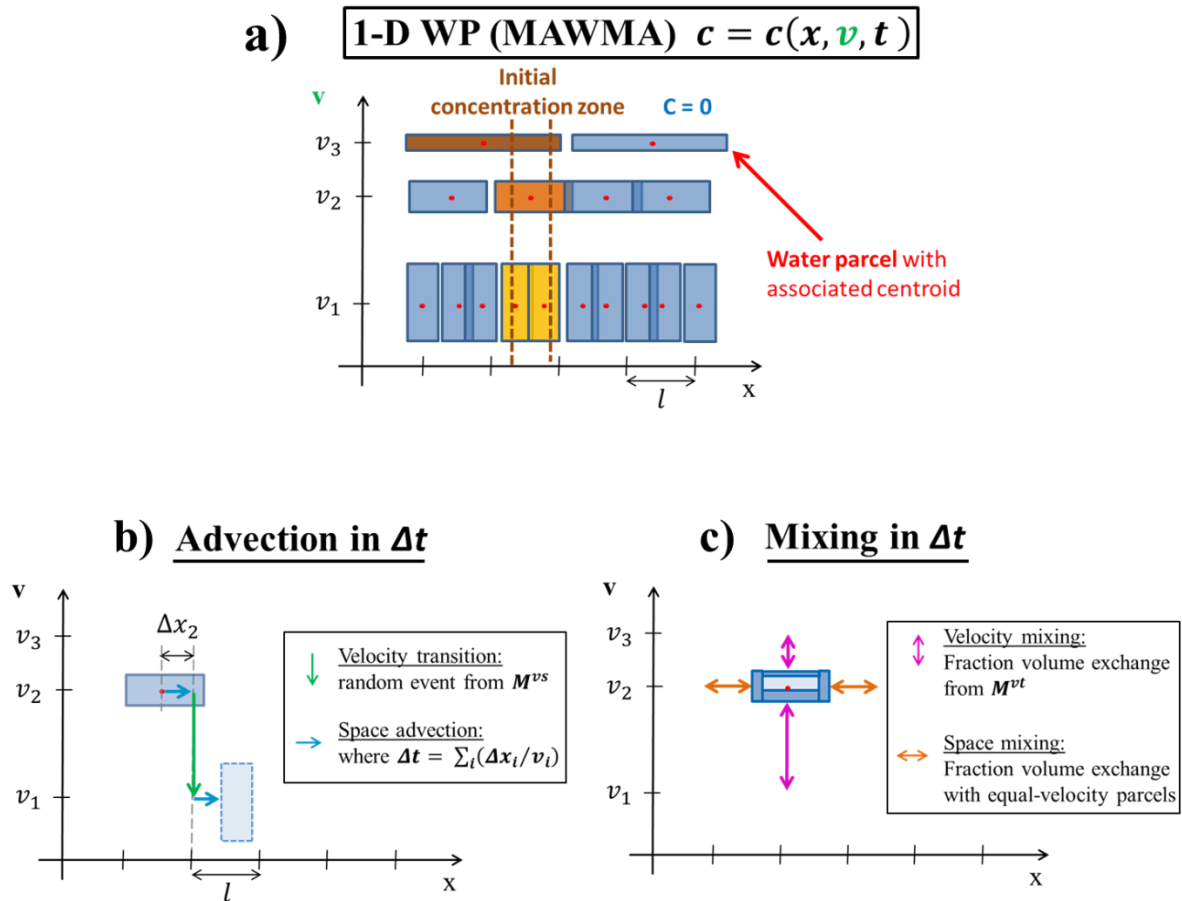 a)
1-D WP (MAWMA) c = c(x, v, t)
Initial
concentration zone
C = 0
v
v₃
v₂
v₁
Water parcel with
associated centroid
l
x
b) Advection in Δt
v
v₃
v₂
v₁
Δx₂
Velocity transition:
random event from Mᵛˢ
Space advection:
where Δt = ∑ᵢ(Δxᵢ/vᵢ)
l
x
c) Mixing in Δt
v
v₃
v₂
v₁
Velocity mixing:
Fraction volume exchange
from Mᵛᵗ
Space mixing:
Fraction volume exchange
with equal-velocity parcels
x